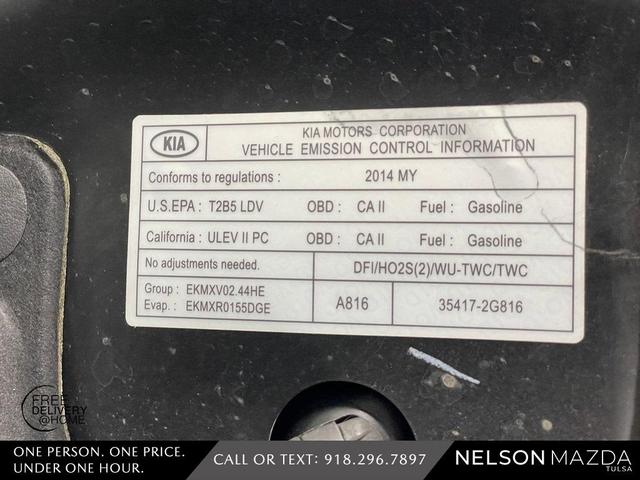 KIA
KIA MOTORS CORPORATION
VEHICLE EMISSION CONTROL INFORMATION
Conforms to regulations : 2014 MY
U.S.EPA : T2B5 LDV OBD : CA II Fuel : Gasoline
California : ULEV II PC OBD : CA II Fuel : Gasoline
No adjustments needed. DFI/HO2S(2)/WU-TWC/TWC
Group : EKMXV02.44HE
Evap. : EKMXR0155DGE
A816 35417-2G816
FREE
DELIVERY
@HOME
ONE PERSON. ONE PRICE.
UNDER ONE HOUR.
CALL OR TEXT: 918.296.7897
NELSON MAZDA
TULSA